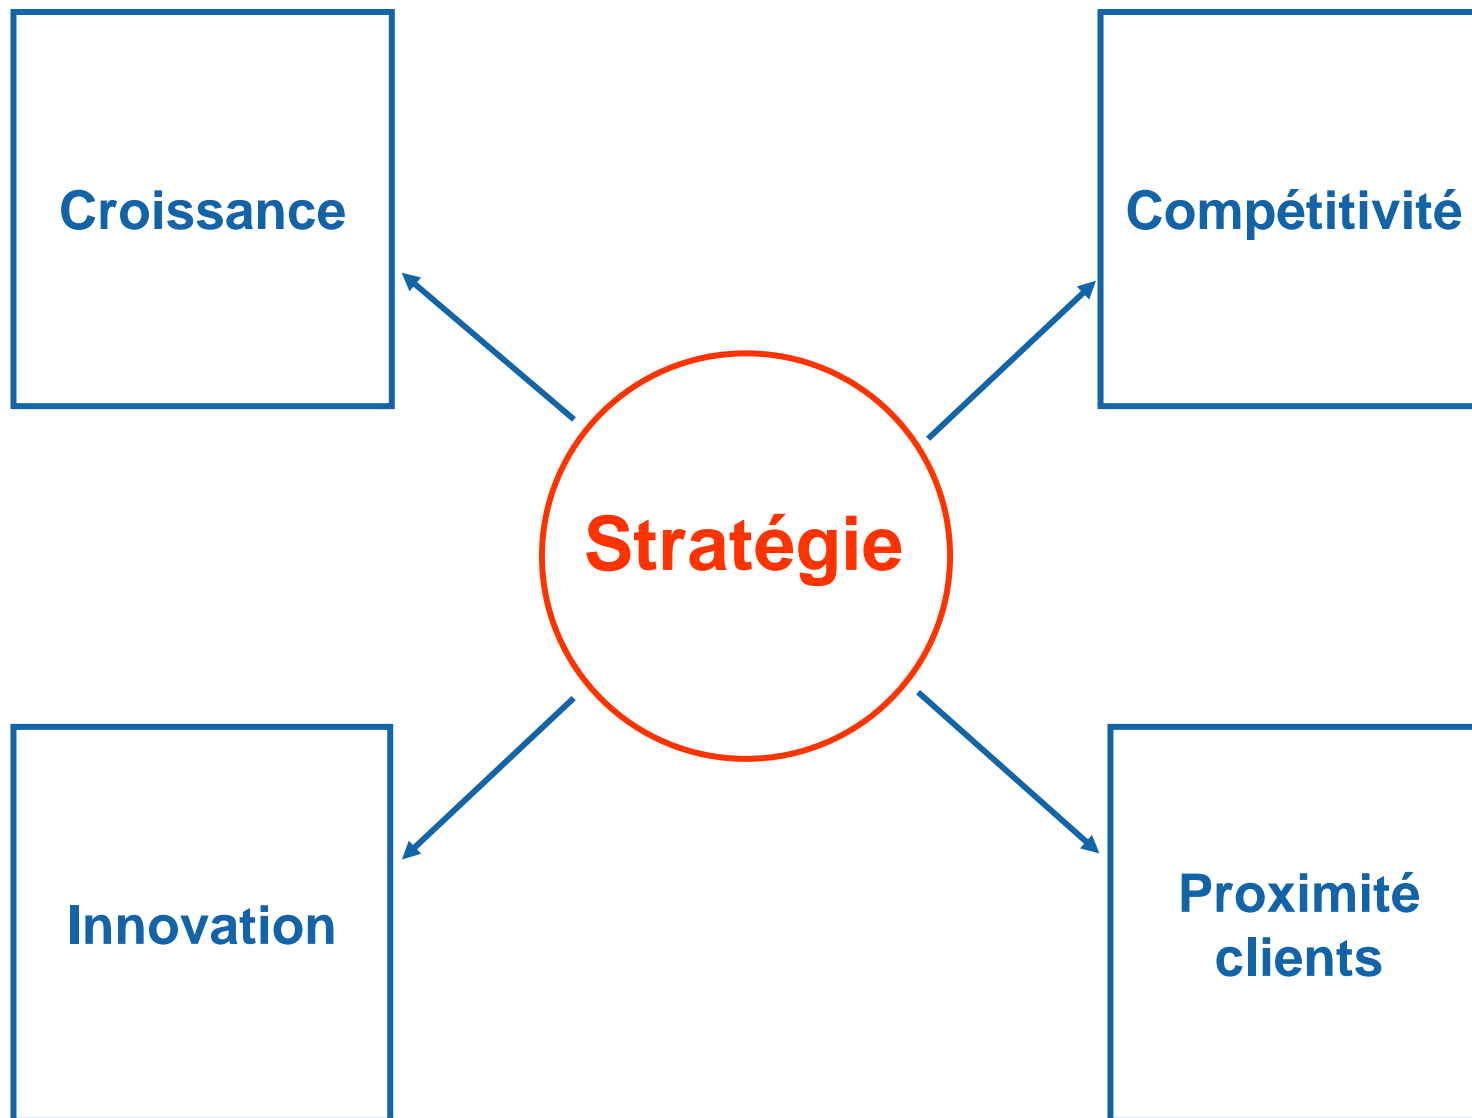 Croissance
Compétitivité
Stratégie
Innovation
Proximité
clients